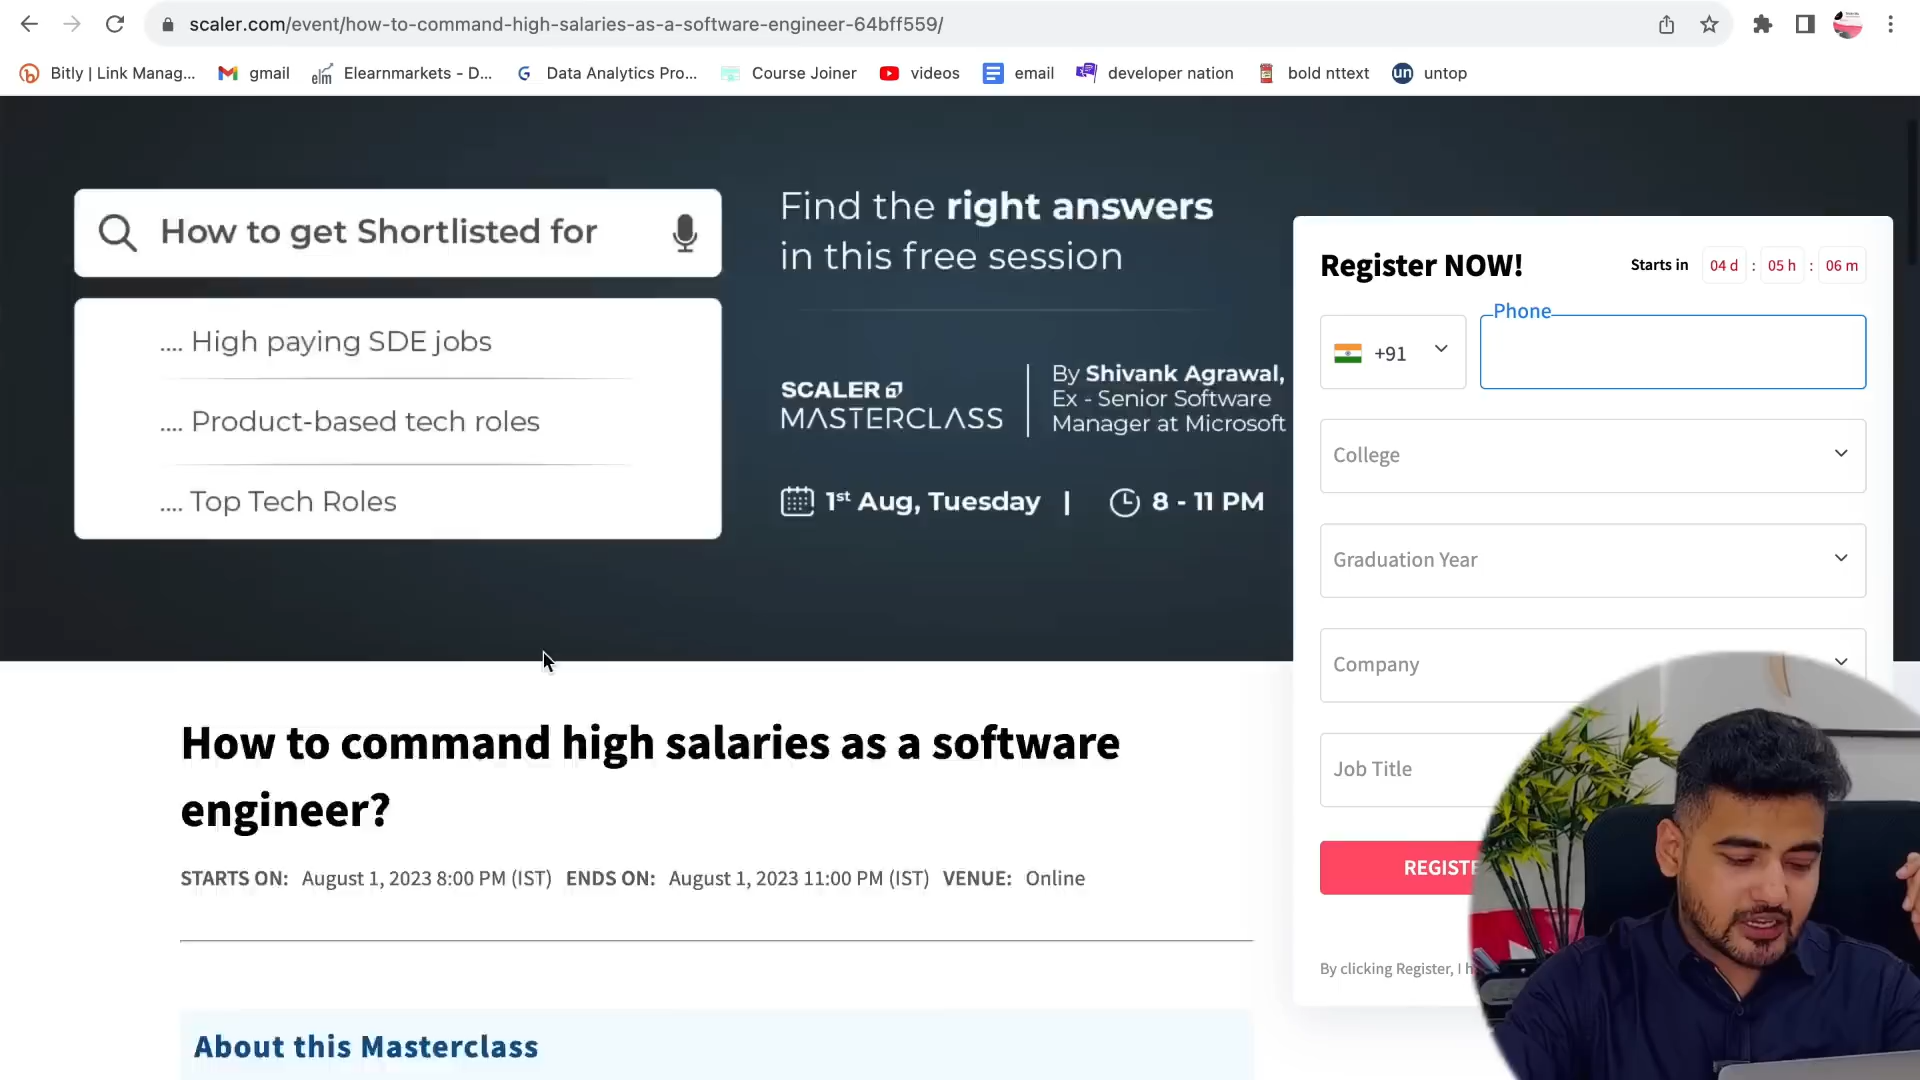 scaler.com/event/how-to-command-high-salaries-as-a-software-engineer-64bff559/
Bitly | Link Manag...
gmail
elm
Elearnmarkets - D...
Data Analytics Pro...
Course Joiner
videos
email
developer nation
bold nttext
un
untop
How to get Shortlisted for
.... High paying SDE jobs
.... Product-based tech roles
.... Top Tech Roles
Find the right answers
in this free session
SCALER
MASTERCLASS
By Shivank Agrawal,
Ex - Senior Software
Manager at Microsoft
1st Aug, Tuesday | 8 - 11 PM
Register NOW!
Starts in 04 d : 05 h : 06 m
Phone
+91
College
Graduation Year
Company
Job Title
REGISTE
By clicking Register, I h
How to command high salaries as a software
engineer?
STARTS ON: August 1, 2023 8:00 PM (IST) ENDS ON: August 1, 2023 11:00 PM (IST) VENUE: Online
About this Masterclass